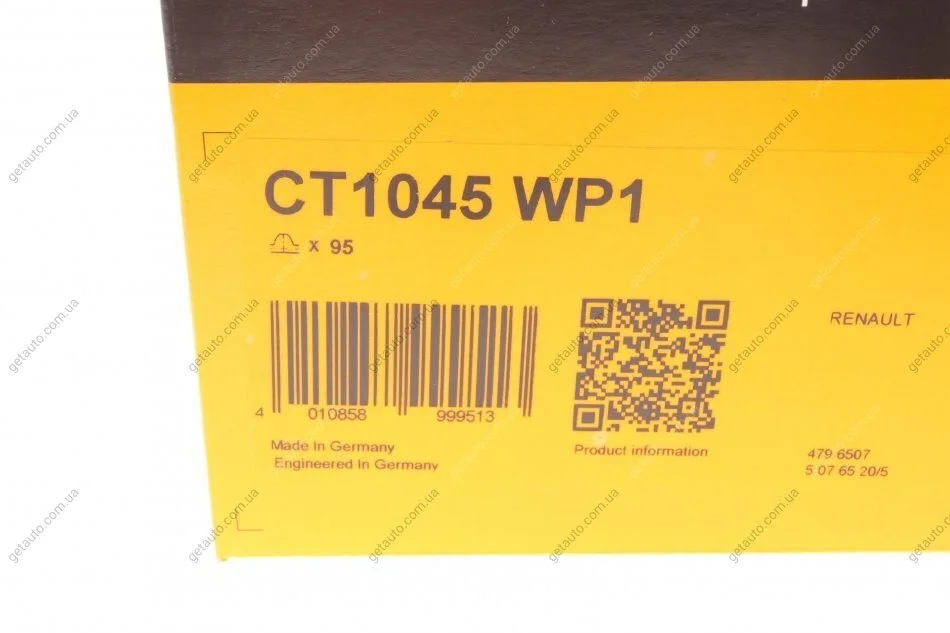 CT1045 WP1
x 95
4 010858 999513
Made In Germany
Engineered In Germany
Product information
RENAULT
479 6507
5 07 65 20/5
getauto.com.ua